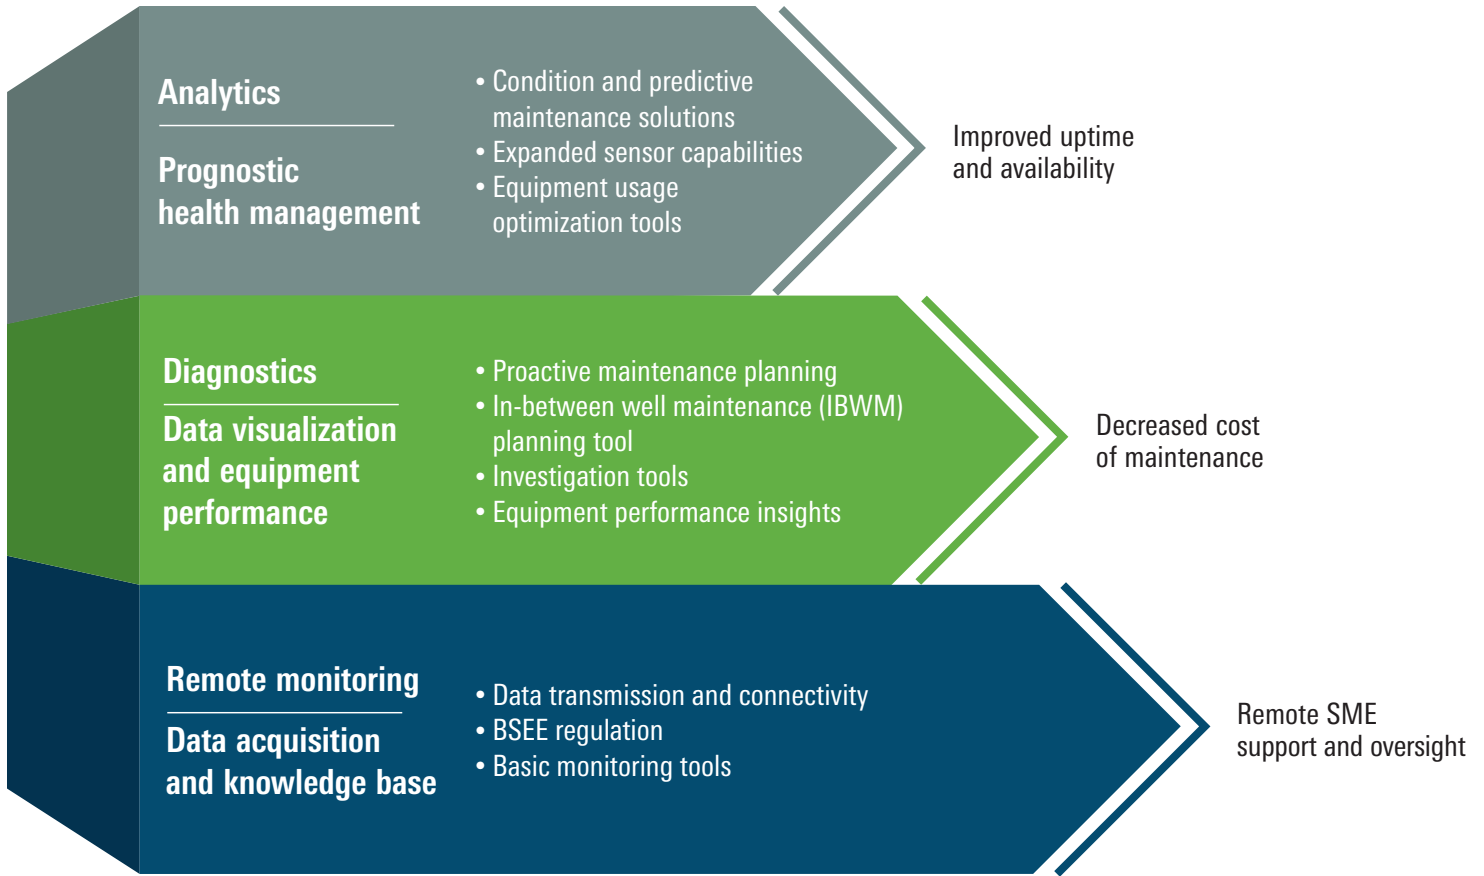 Analytics
Prognostic
health management
• Condition and predictive
maintenance solutions
• Expanded sensor capabilities
• Equipment usage
optimization tools
Improved uptime
and availability
Diagnostics
Data visualization
and equipment
performance
• Proactive maintenance planning
• In-between well maintenance (IBWM)
planning tool
• Investigation tools
• Equipment performance insights
Decreased cost
of maintenance
Remote monitoring
Data acquisition
and knowledge base
• Data transmission and connectivity
• BSEE regulation
• Basic monitoring tools
Remote SME
support and oversight